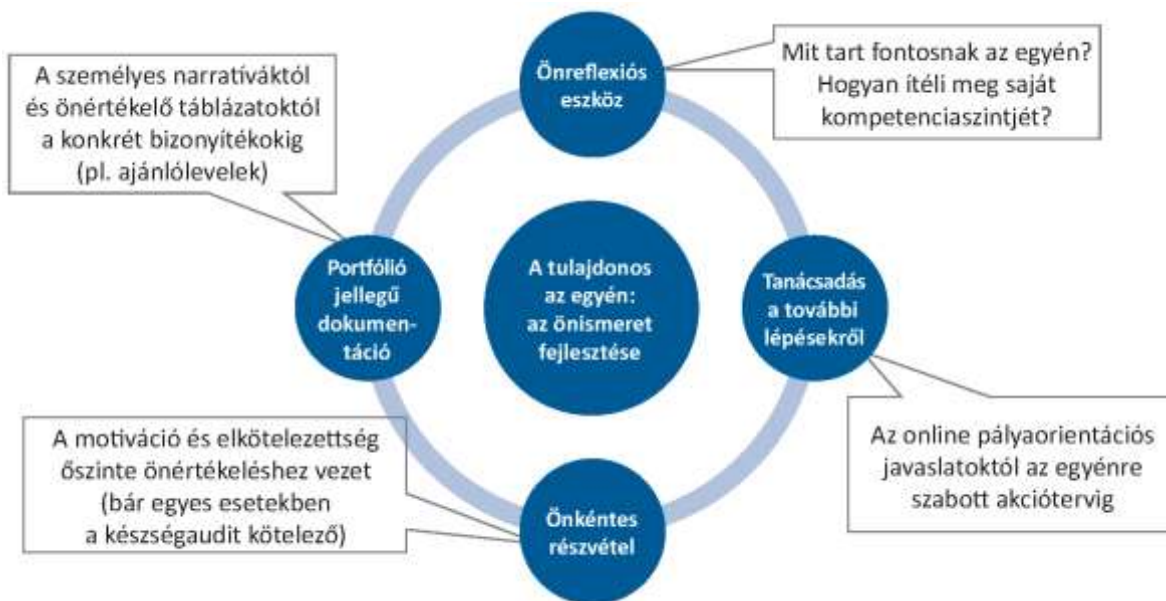 Önreflexiós
eszköz
Mit tart fontosnak az egyén?
Hogyan ítéli meg saját
kompetenciaszintjét?
A személyes narratíváktól
és önértékelő táblázatoktól
a konkrét bizonyítékokig
(pl. ajánlólevelek)
Portfólió
jellegű
dokumen-
táció
A tulajdonos
az egyén:
az önismeret
fejlesztése
Tanácsadás
a további
lépésekről
A motiváció és elkötelezettség
őszinte önértékeléshez vezet
(bár egyes esetekben
a készségaudit kötelező)
Önkéntes
részvétel
Az online pályaorientációs
javaslatoktól az egyénre
szabott akciótervig